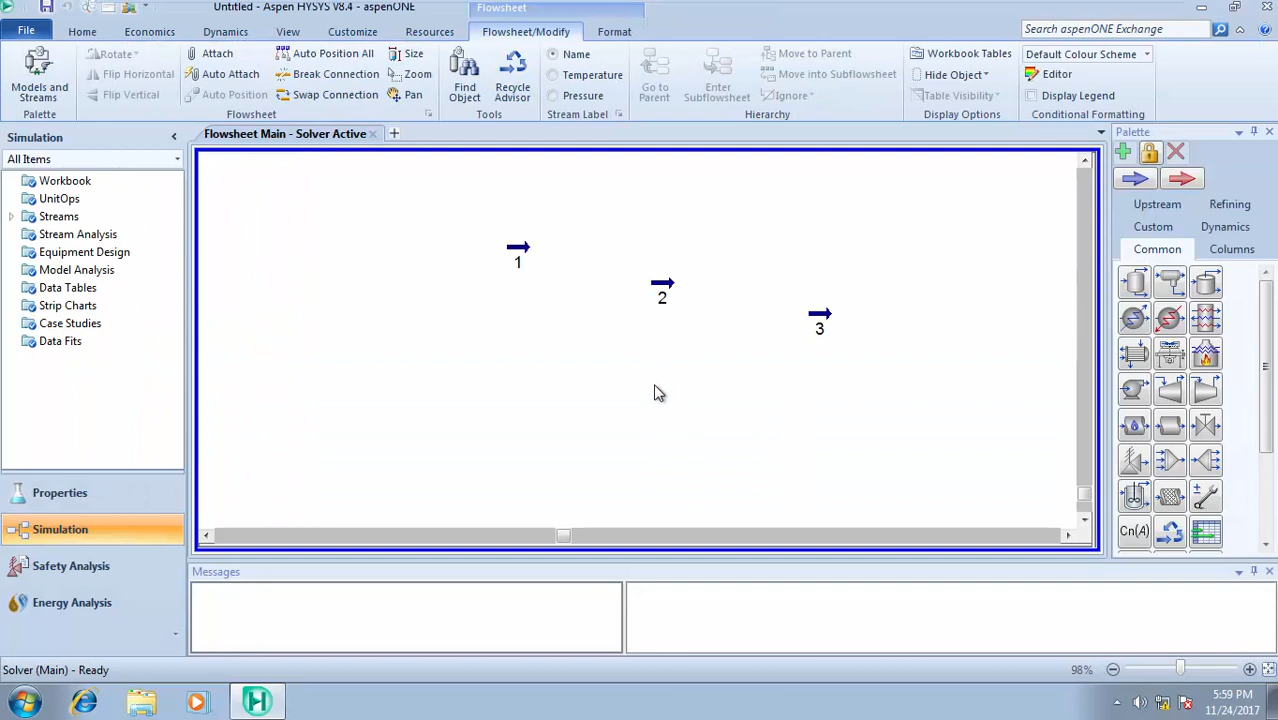 Untitled - Aspen HYSYS V8.4 - aspenONE
Flowsheet
File
Home
Economics
Dynamics
View
Customize
Resources
Flowsheet/Modify
Format
Search aspenONE Exchange
Models and Streams
Palette
Rotate
Flip Horizontal
Flip Vertical
Attach
Auto Attach
Auto Position
Auto Position All
Break Connection
Swap Connection
Size
Zoom
Pan
Flowsheet
Find Object
Recycle Advisor
Tools
Name
Temperature
Pressure
Stream Label
Go to Parent
Enter Subflowsheet
Move to Parent
Move into Subflowsheet
Ignore
Hierarchy
Workbook Tables
Hide Object
Table Visibility
Display Options
Default Colour Scheme
Editor
Display Legend
Conditional Formatting
Simulation
All Items
Workbook
UnitOps
Streams
Stream Analysis
Equipment Design
Model Analysis
Data Tables
Strip Charts
Case Studies
Data Fits
Properties
Simulation
Safety Analysis
Energy Analysis
Flowsheet Main - Solver Active
1
2
3
Palette
Upstream
Refining
Custom
Dynamics
Common
Columns
Cn(A)
Messages
Solver (Main) - Ready
98%
5:59 PM
11/24/2017